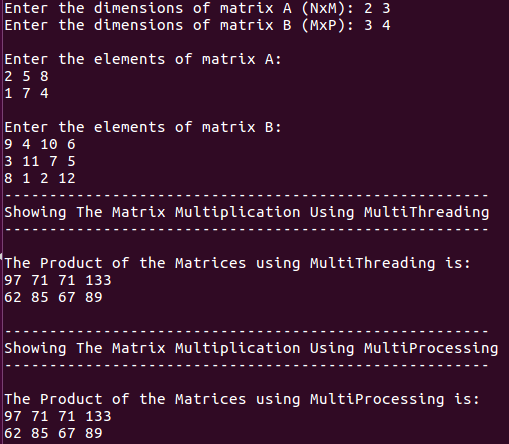 Enter the dimensions of matrix A (NxM): 2 3
Enter the dimensions of matrix B (MxP): 3 4
Enter the elements of matrix A:
2 5 8
1 7 4
Enter the elements of matrix B:
9 4 10 6
3 11 7 5
8 1 2 12
------------------------------------------------------
Showing The Matrix Multiplication Using MultiThreading
------------------------------------------------------
The Product of the Matrices using MultiThreading is:
97 71 71 133
62 85 67 89
------------------------------------------------------
Showing The Matrix Multiplication Using MultiProcessing
------------------------------------------------------
The Product of the Matrices using MultiProcessing is:
97 71 71 133
62 85 67 89